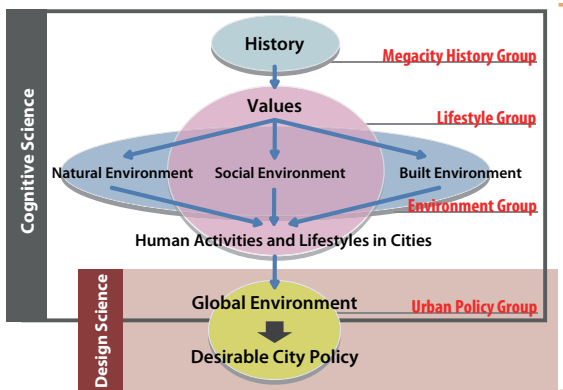 History
Megacity History Group
Values
Lifestyle Group
Natural Environment
Social Environment
Built Environment
Environment Group
Human Activities and Lifestyles in Cities
Global Environment
Urban Policy Group
Desirable City Policy
Cognitive Science
Design Science